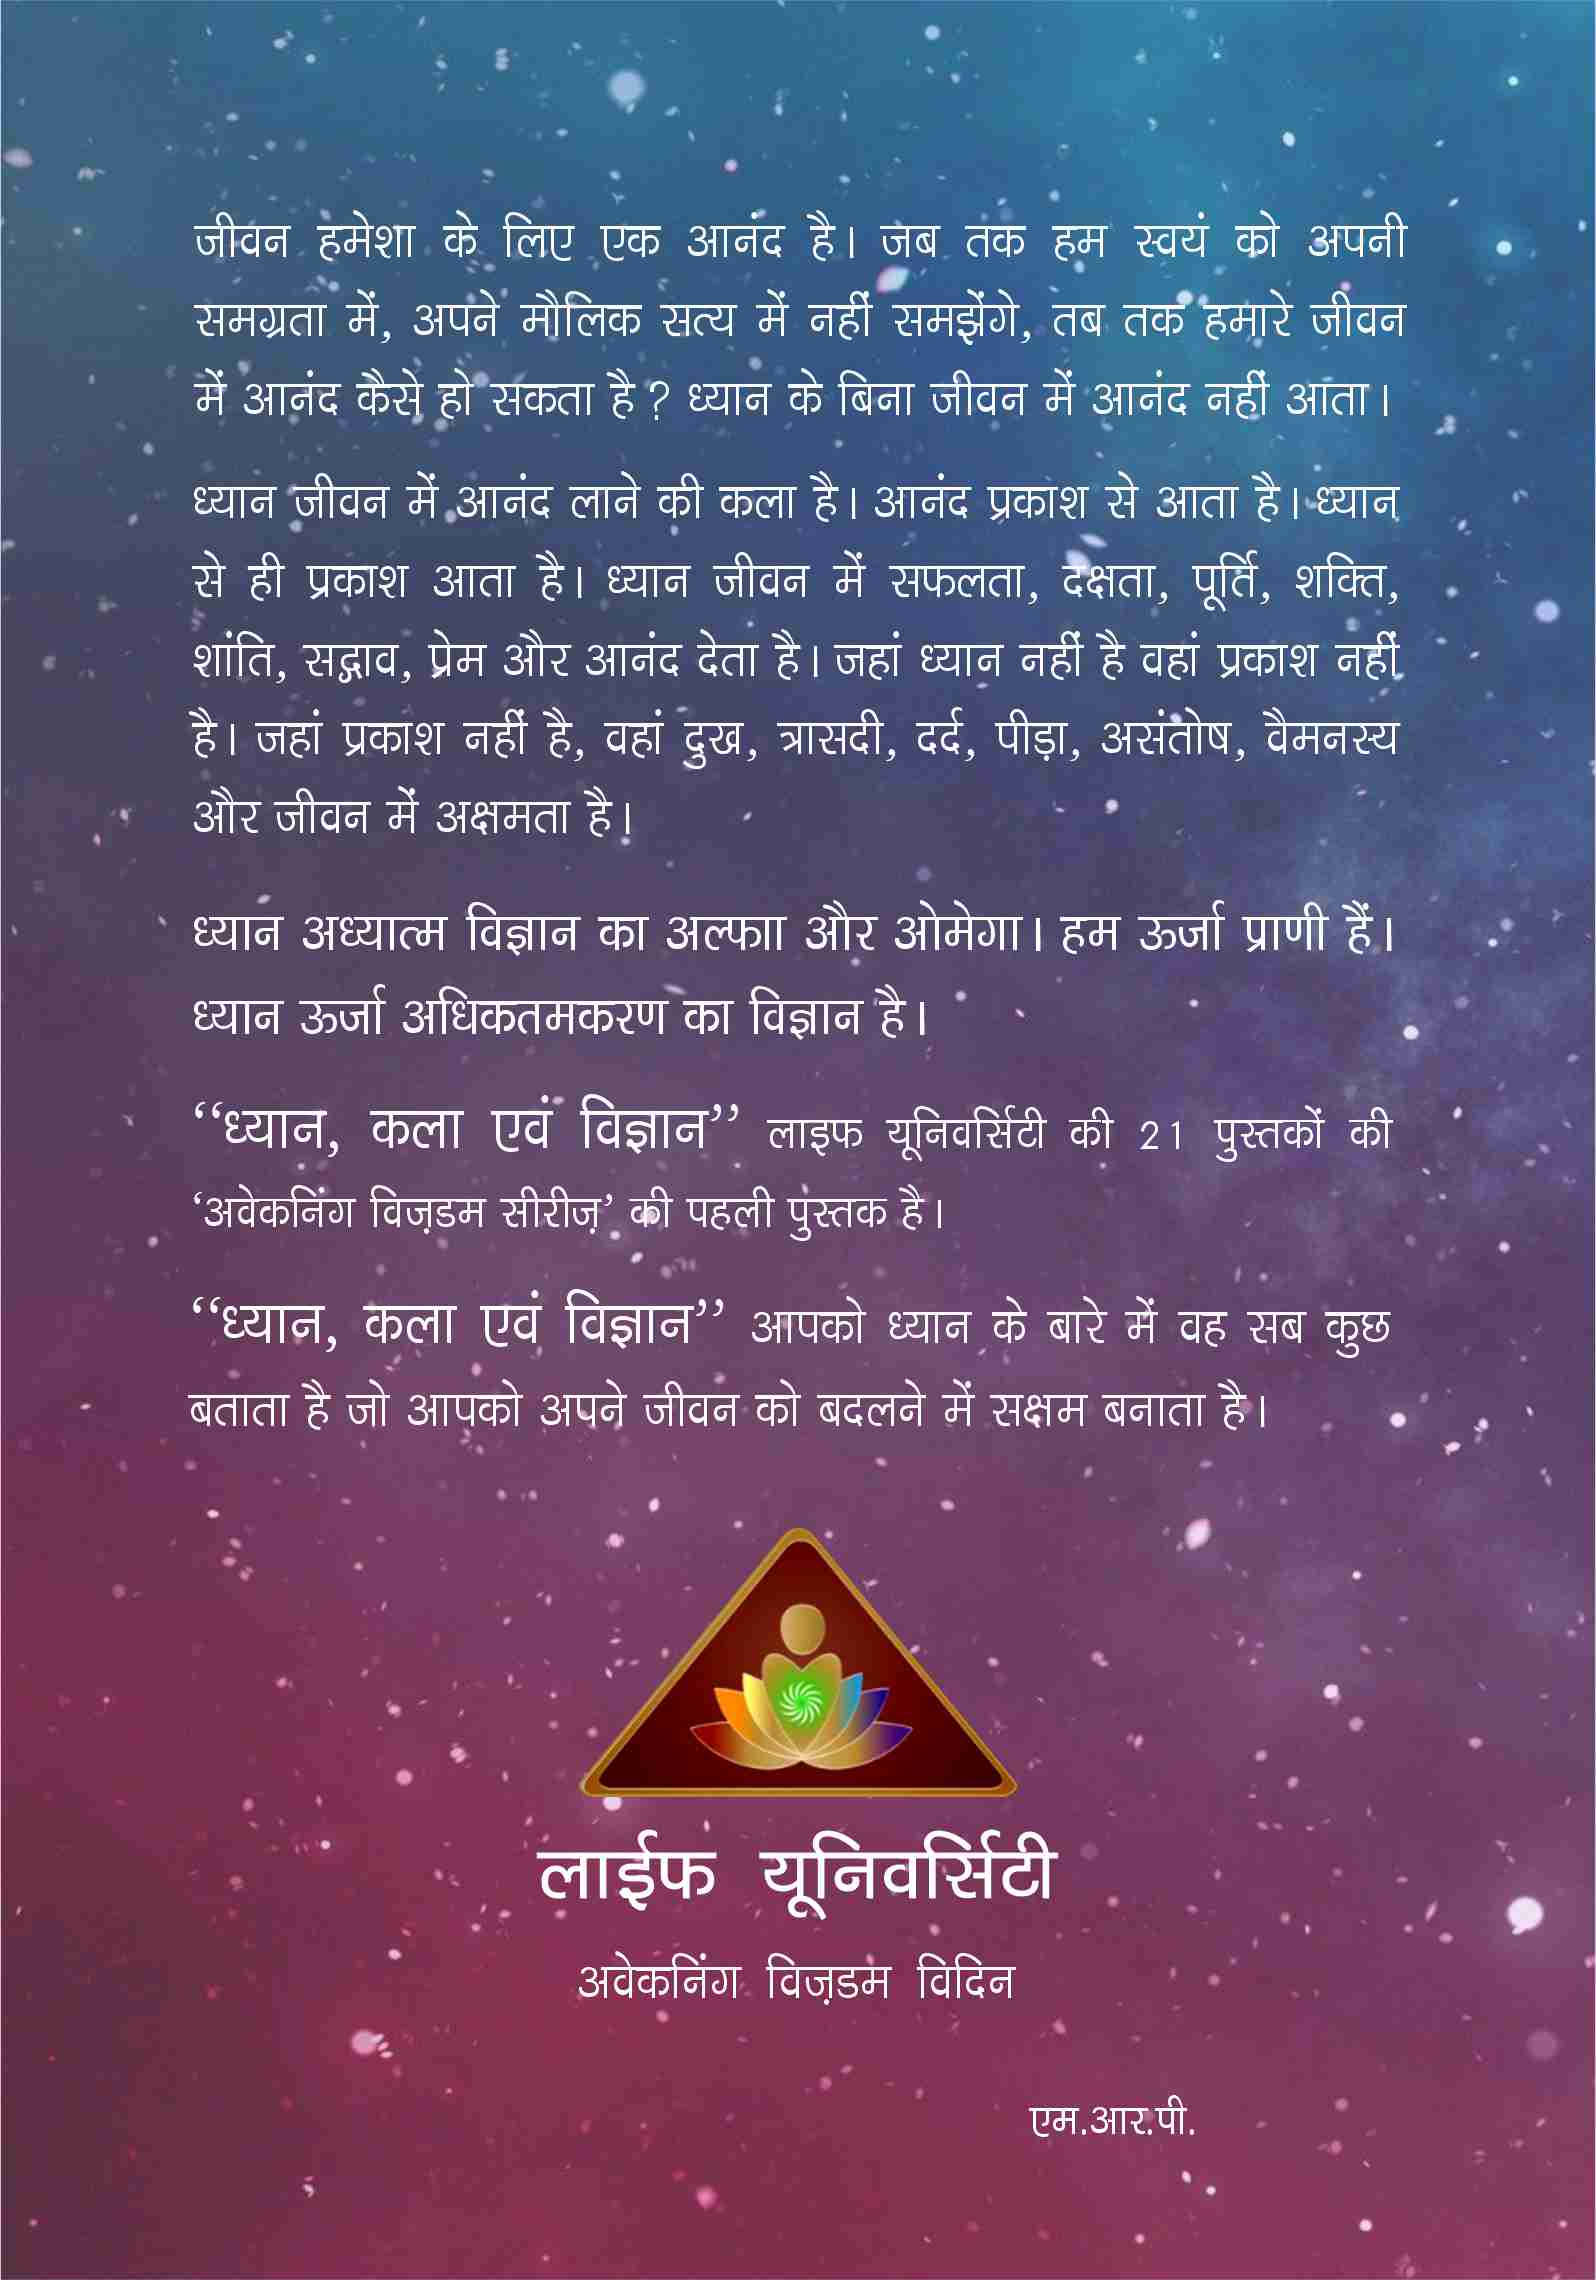 जीवन हमेशा के लिए एक आनंद है। जब तक हम स्वयं को अपनी
समग्रता में, अपने मौलिक सत्य में नहीं समझेंगे, तब तक हमारे जीवन
में आनंद कैसे हो सकता है ? ध्यान के बिना जीवन में आनंद नहीं आता।
ध्यान जीवन में आनंद लाने की कला है। आनंद प्रकाश से आता है। ध्यान
से ही प्रकाश आता है। ध्यान जीवन में सफलता, दक्षता, पूर्ति, शक्ति,
शांति, सद्भाव, प्रेम और आनंद देता है। जहां ध्यान नहीं है वहां प्रकाश नहीं
है। जहां प्रकाश नहीं है, वहां दुख, त्रासदी, दर्द, पीड़ा, असंतोष, वैमनस्य
और जीवन में अक्षमता है।
ध्यान अध्यात्म विज्ञान का अल्फाा और ओमेगा। हम ऊर्जा प्राणी हैं।
ध्यान ऊर्जा अधिकतमकरण का विज्ञान है।
‘‘ध्यान, कला एवं विज्ञान’’ लाइफ यूनिवर्सिटी की 21 पुस्तकों की
‘अवेकनिंग विज़डम सीरीज़’ की पहली पुस्तक है।
‘‘ध्यान, कला एवं विज्ञान’’ आपको ध्यान के बारे में वह सब कुछ
बताता है जो आपको अपने जीवन को बदलने में सक्षम बनाता है।
लाईफ यूनिवर्सिटी
अवेकनिंग विज़डम विदिन
एम.आर.पी.